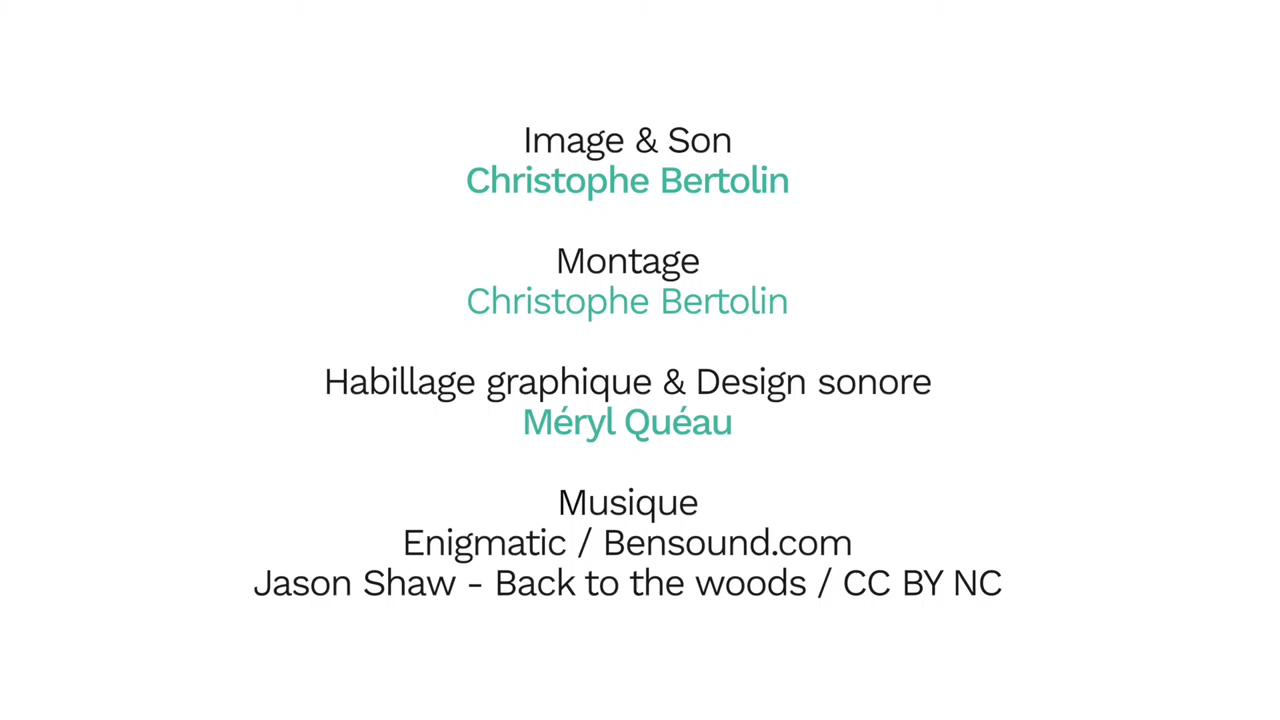 Image & Son
Christophe Bertolin
Montage
Christophe Bertolin
Habillage graphique & Design sonore
Méryl Quéau
Musique
Enigmatic / Bensound.com
Jason Shaw - Back to the woods / CC BY NC